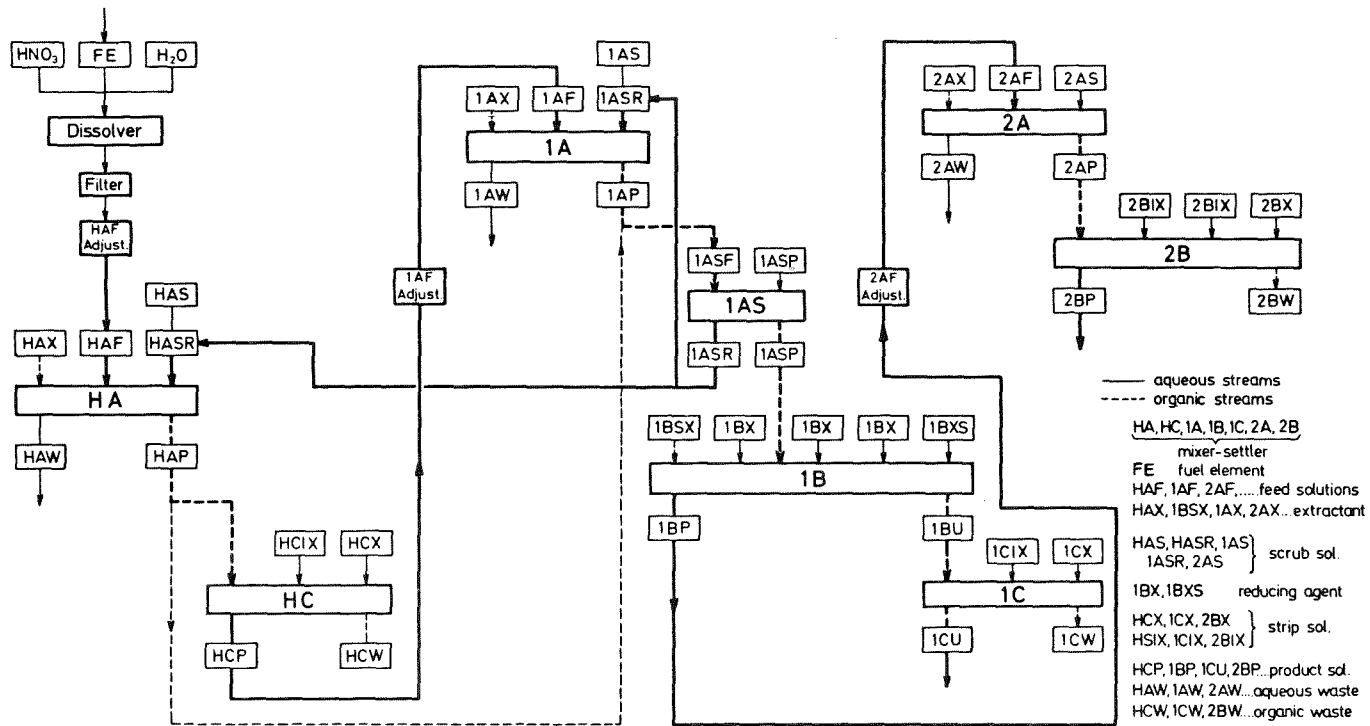 HNO₃ FE H₂O
Dissolver
Filter
HAF
Adjust.
HAS
HAX HAF HASR
HA
HAW HAP
HCIX HCX
HC
HCP HCW
1AF
Adjust.
1AS
1AX 1AF 1ASR
1A
1AW 1AP
1ASF 1ASP
1AS
1ASR 1ASP
1BSX 1BX 1BX 1BX 1BXS
1B
1BP 1BU
1CIX 1CX
1C
1CU 1CW
2AF
Adjust.
2AX 2AF 2AS
2A
2AW 2AP
2BIX 2BIX 2BX
2B
2BP 2BW
aqueous streams
organic streams
HA, HC, 1A, 1B, 1C, 2A, 2B
mixer-settler
FE fuel element
HAF, 1AF, 2AF,.....feed solutions
HAX, 1BSX, 1AX, 2AX...extractant
HAS, HASR, 1AS
1ASR, 2AS } scrub sol.
1BX, 1BXS reducing agent
HCX, 1CX, 2BX
HSIX, 1CIX, 2BIX } strip sol.
HCP, 1BP, 1CU, 2BP...product sol.
HAW, 1AW, 2AW...aqueous waste
HCW, 1CW, 2BW...organic waste